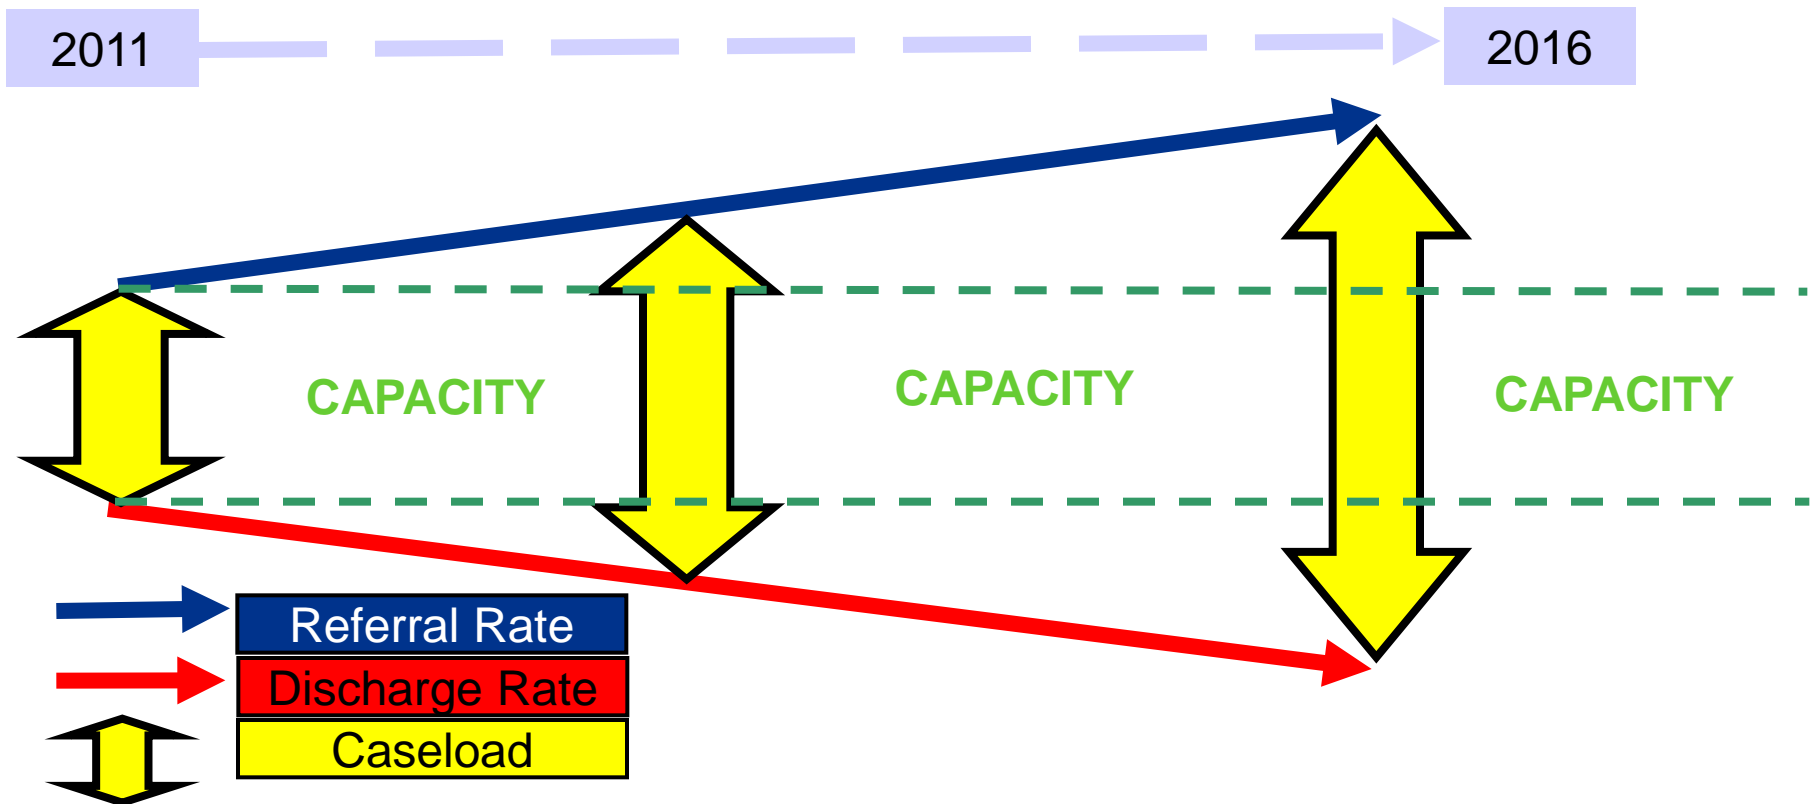 2011
2016
CAPACITY
CAPACITY
CAPACITY
Referral Rate
Discharge Rate
Caseload